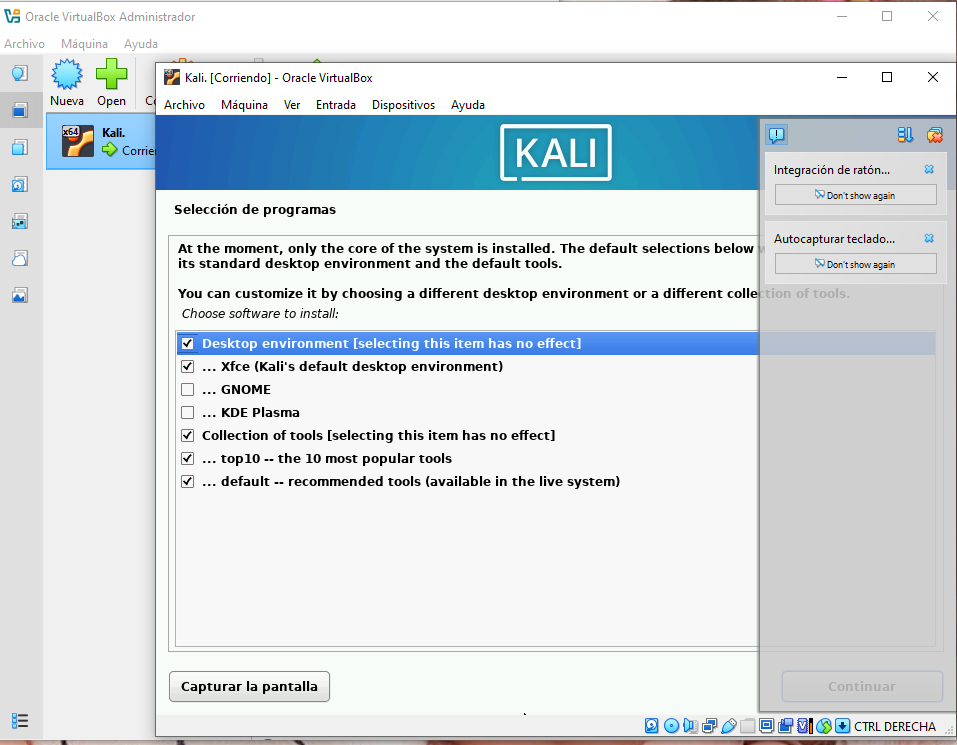 Oracle VirtualBox Administrador
Archivo Máquina Ayuda
Nueva Open
x64 Kali.
Corrie
Kali. [Corriendo] - Oracle VirtualBox
Archivo Máquina Ver Entrada Dispositivos Ayuda
KALI
Integración de ratón...
Don't show again
Autocapturar teclado...
Don't show again
Selección de programas
At the moment, only the core of the system is installed. The default selections below
its standard desktop environment and the default tools.
You can customize it by choosing a different desktop environment or a different collection of tools.
Choose software to install:
Desktop environment [selecting this item has no effect]
... Xfce (Kali's default desktop environment)
... GNOME
... KDE Plasma
Collection of tools [selecting this item has no effect]
... top10 -- the 10 most popular tools
... default -- recommended tools (available in the live system)
Capturar la pantalla Continuar
CTRL DERECHA